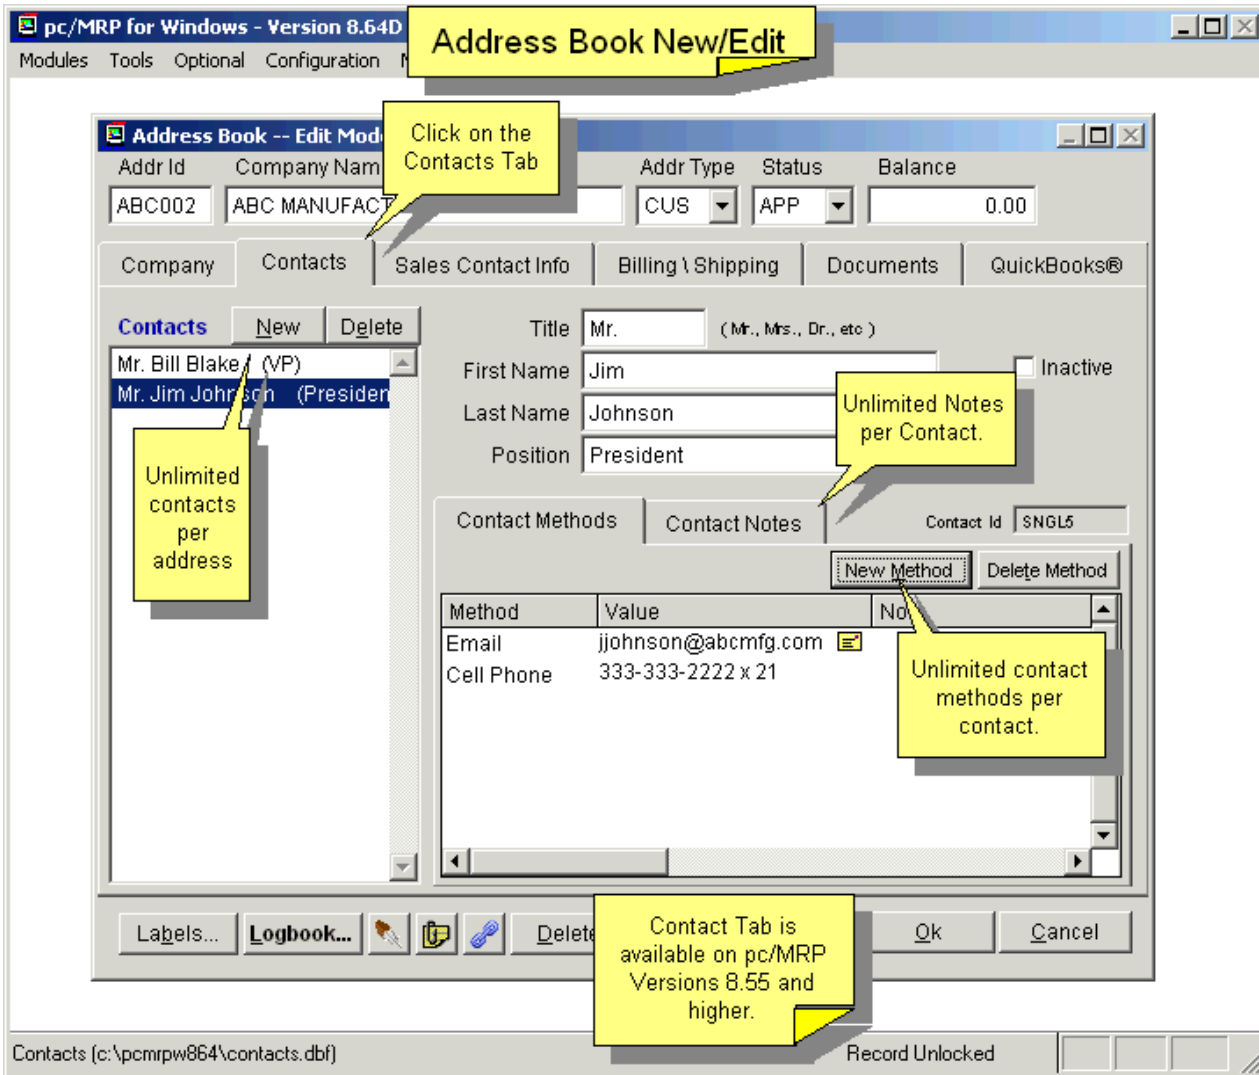 pc/MRP for Windows - Version 8.64D
Address Book New/Edit
Modules Tools Optional Configuration
Address Book -- Edit Mod
Click on the
Contacts Tab
Addr Id Company Nam Addr Type Status Balance
ABC002 ABC MANUFACT CUS APP 0.00
Company Contacts Sales Contact Info Billing \ Shipping Documents QuickBooks®
Contacts New Delete
Title Mr. ( Mr., Mrs., Dr., etc )
Mr. Bill Blake (VP)
First Name Jim Inactive
Mr. Jim Johnson (Presiden
Last Name Johnson
Unlimited Notes
per Contact.
Position President
Unlimited
contacts
per
address
Contact Methods Contact Notes Contact Id SNGL5
New Method Delete Method
Method Value No
Email jjohnson@abcmfg.com
Cell Phone 333-333-2222 x 21
Unlimited contact
methods per
contact.
Labels... Logbook... Delete Ok Cancel
Contact Tab is
available on pc/MRP
Versions 8.55 and
higher.
Contacts (c:\pcmrpw864\contacts.dbf) Record Unlocked